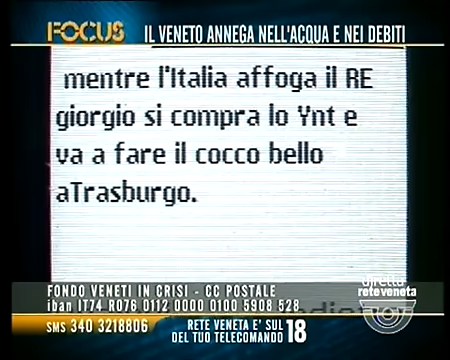 FOCUS
IL VENETO ANNEGA NELL'ACQUA E NEI DEBITI
mentre l'Italia affoga il RE
giorgio si compra lo Ynt e
va a fare il cocco bello
aTrasburgo.
FONDO VENETI IN CRISI - CC POSTALE
iban IT74 R076 0112 0000 0100 5908 528
diretta
reteveneta
SMS 340 3218806
RETE VENETA E' SUL
DEL TUO TELECOMANDO 18